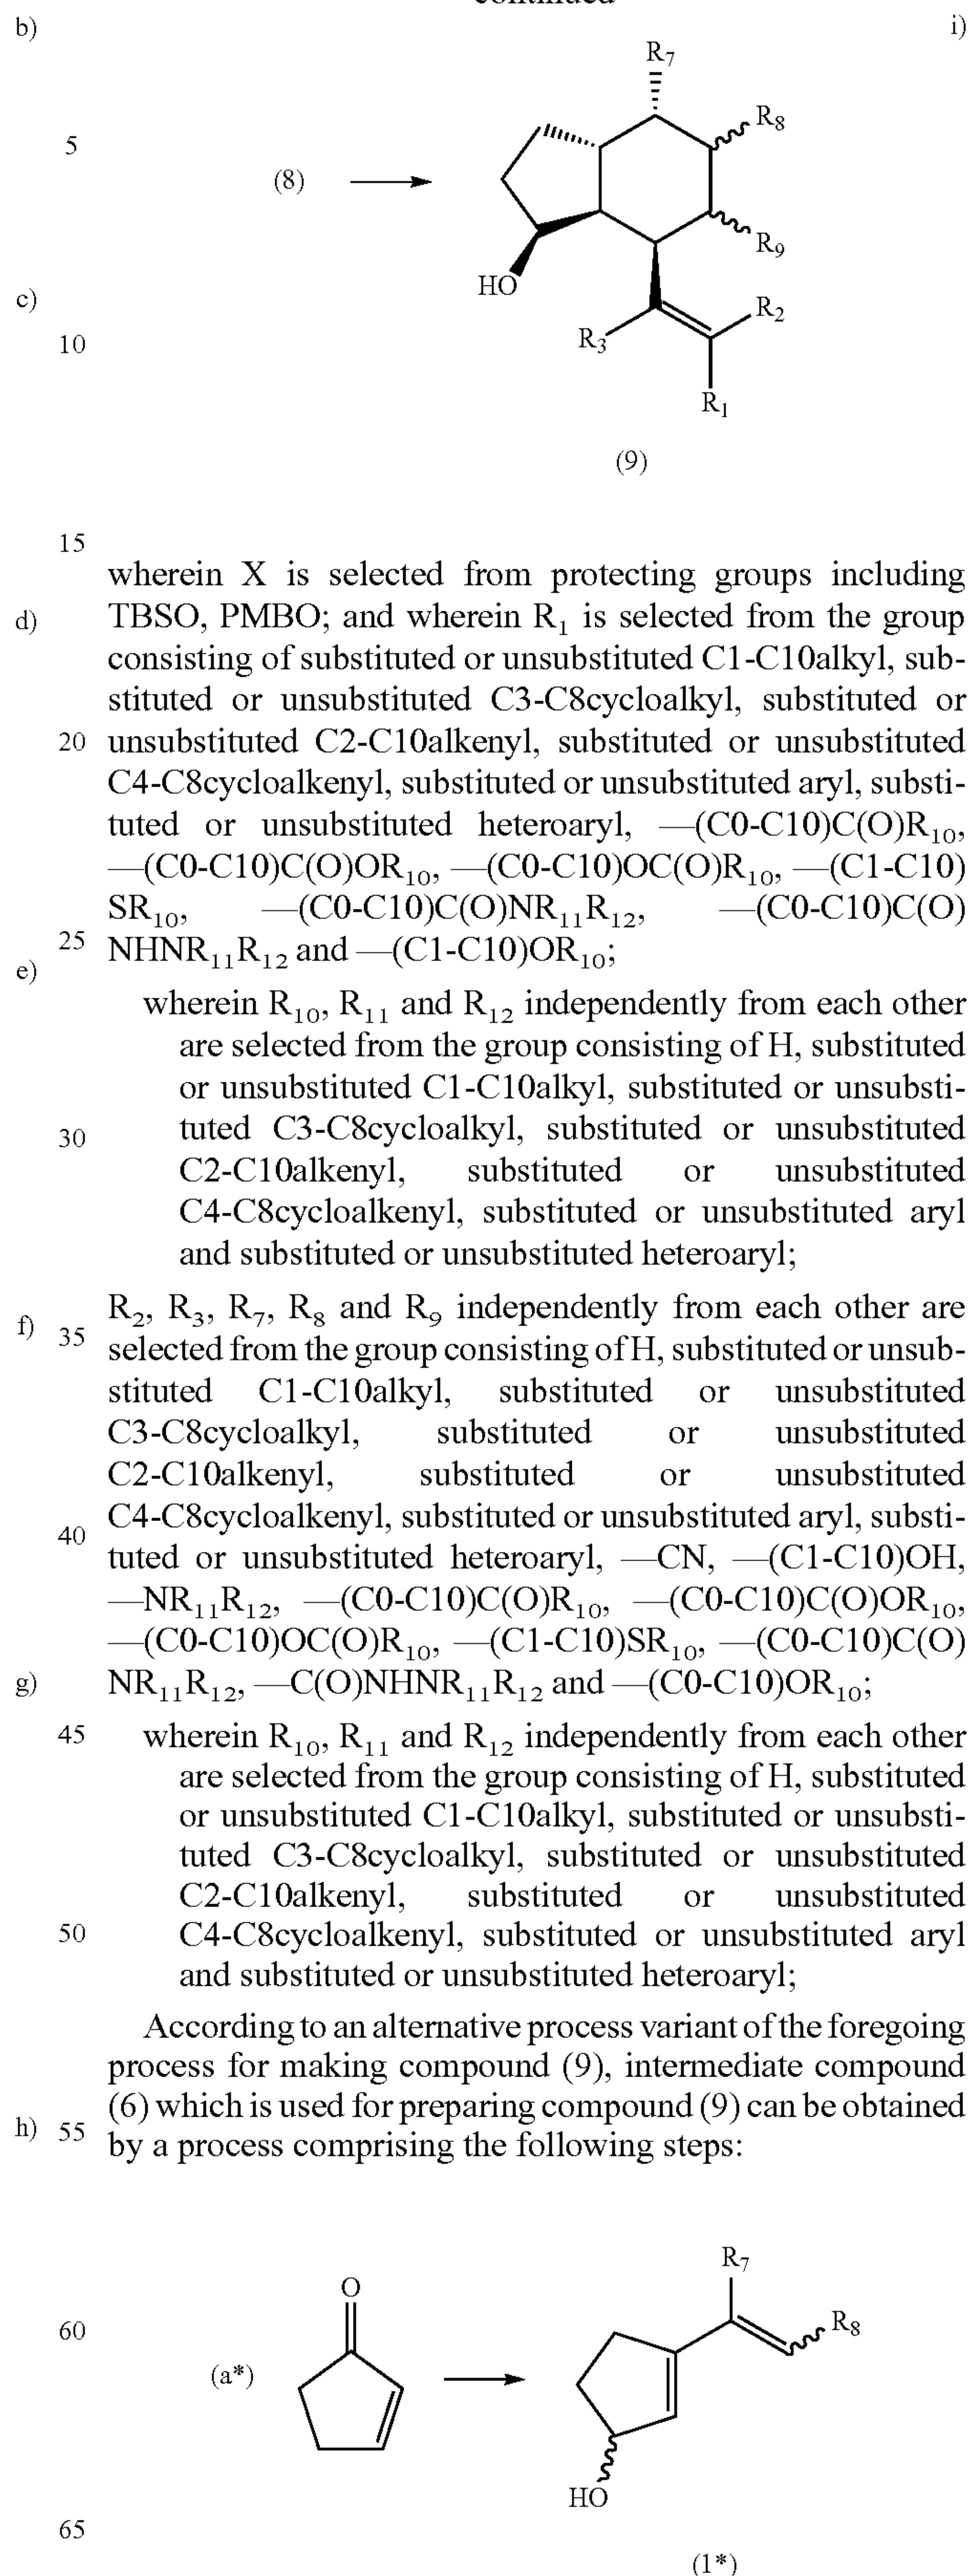 b)
i)
R7
5
R8
(8)
R9
HO
c)
R2
R3
10
R1
(9)
15
wherein X is selected from protecting groups including
d)
TBSO, PMBO; and wherein R1 is selected from the group
consisting of substituted or unsubstituted C1-C10alkyl, sub-
stituted or unsubstituted C3-C8cycloalkyl, substituted or
20 unsubstituted C2-C10alkenyl, substituted or unsubstituted
C4-C8cycloalkenyl, substituted or unsubstituted aryl, substi-
tuted or unsubstituted heteroaryl, —(C0-C10)C(O)R10,
—(C0-C10)C(O)OR10, —(C0-C10)OC(O)R10, —(C1-C10)
SR10, —(C0-C10)C(O)NR11R12, —(C0-C10)C(O)
25 NHNR11R12 and —(C1-C10)OR10;
e)
wherein R10, R11 and R12 independently from each other
are selected from the group consisting of H, substituted
or unsubstituted C1-C10alkyl, substituted or unsubsti-
30 tuted C3-C8cycloalkyl, substituted or unsubstituted
C2-C10alkenyl, substituted or unsubstituted
C4-C8cycloalkenyl, substituted or unsubstituted aryl
and substituted or unsubstituted heteroaryl;
f)
R2, R3, R7, R8 and R9 independently from each other are
35 selected from the group consisting of H, substituted or unsub-
stituted C1-C10alkyl, substituted or unsubstituted
C3-C8cycloalkyl, substituted or unsubstituted
C2-C10alkenyl, substituted or unsubstituted
C4-C8cycloalkenyl, substituted or unsubstituted aryl, substi-
40 tuted or unsubstituted heteroaryl, —CN, —(C1-C10)OH,
—NR11R12, —(C0-C10)C(O)R10, —(C0-C10)C(O)OR10,
—(C0-C10)OC(O)R10, —(C1-C10)SR10, —(C0-C10)C(O)
g) NR11R12, —C(O)NHNR11R12 and —(C0-C10)OR10;
45 wherein R10, R11 and R12 independently from each other
are selected from the group consisting of H, substituted
or unsubstituted C1-C10alkyl, substituted or unsubsti-
tuted C3-C8cycloalkyl, substituted or unsubstituted
C2-C10alkenyl, substituted or unsubstituted
50 C4-C8cycloalkenyl, substituted or unsubstituted aryl
and substituted or unsubstituted heteroaryl;
According to an alternative process variant of the foregoing
process for making compound (9), intermediate compound
(6) which is used for preparing compound (9) can be obtained
h) 55 by a process comprising the following steps:
R7
O
60
R8
(a*)
HO
65
(1*)